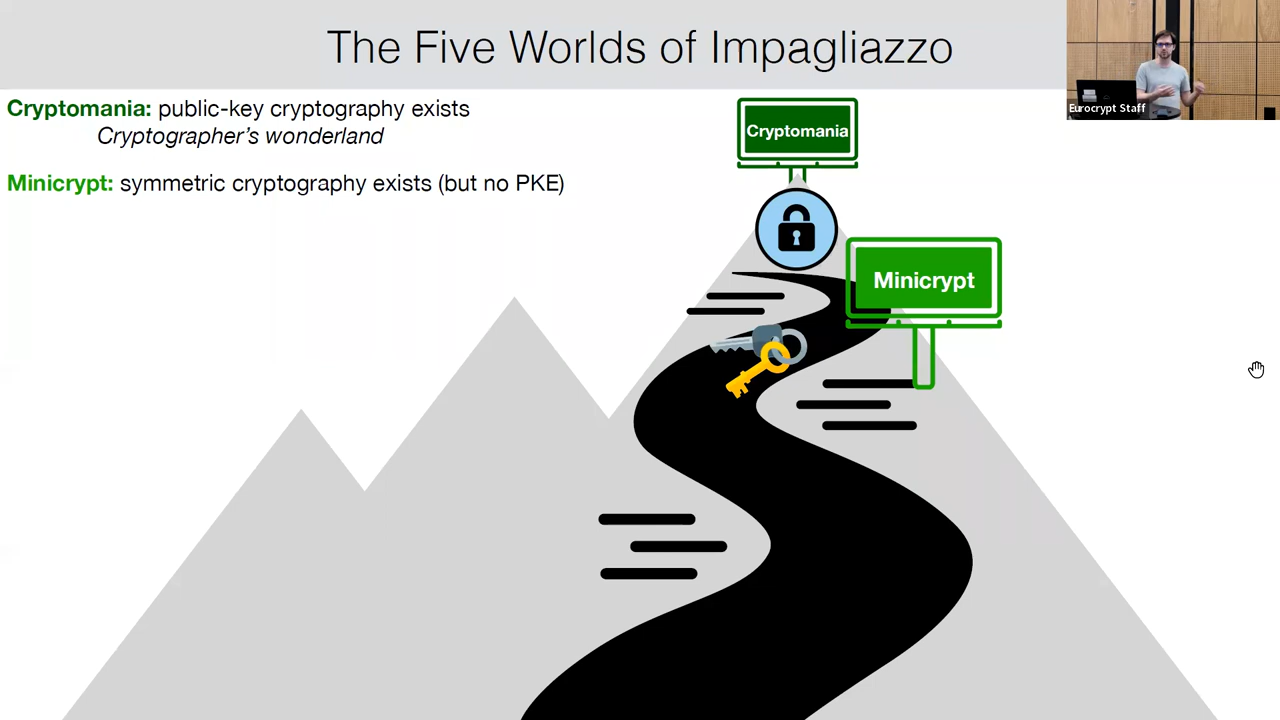 The Five Worlds of Impagliazzo
Eurocrypt Staff
Cryptomania: public-key cryptography exists
Cryptographer's wonderland
Minicrypt: symmetric cryptography exists (but no PKE)
Cryptomania
Minicrypt